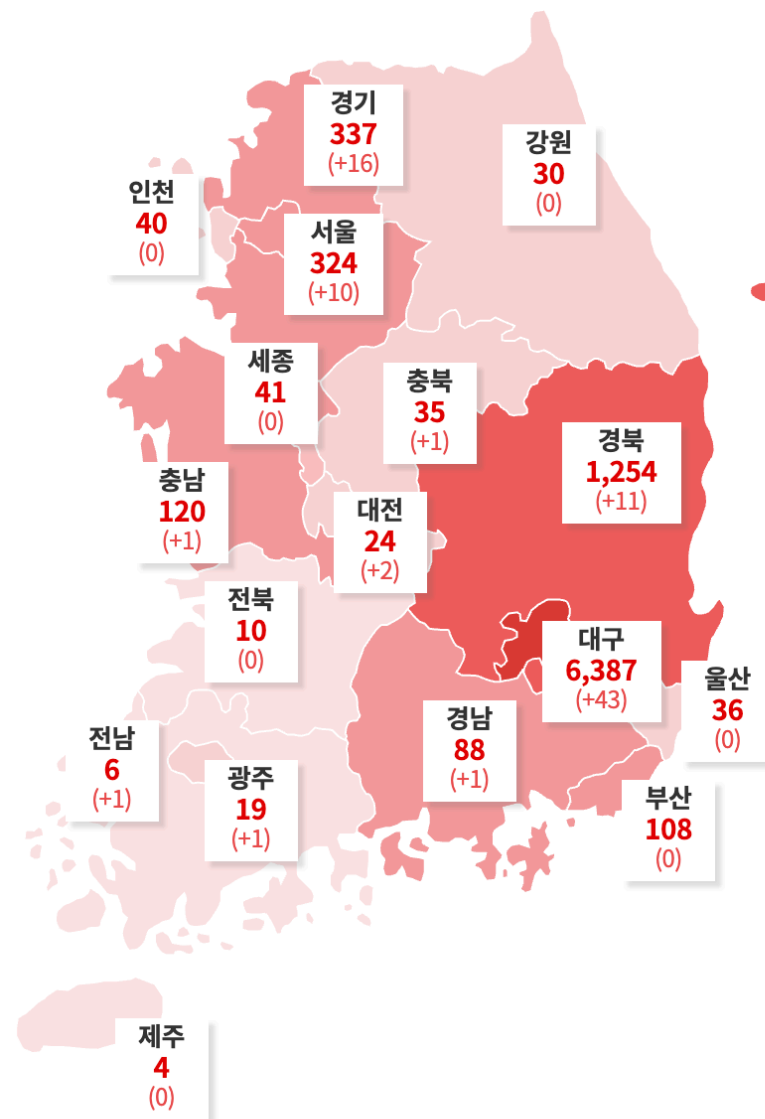 경기
337
(+16)
강원
30
(0)
인천
40
(0)
서울
324
(+10)
세종
41
(0)
충북
35
(+1)
경북
1,254
(+11)
충남
120
(+1)
대전
24
(+2)
전북
10
(0)
대구
6,387
(+43)
울산
36
(0)
경남
88
(+1)
전남
6
(+1)
광주
19
(+1)
부산
108
(0)
제주
4
(0)